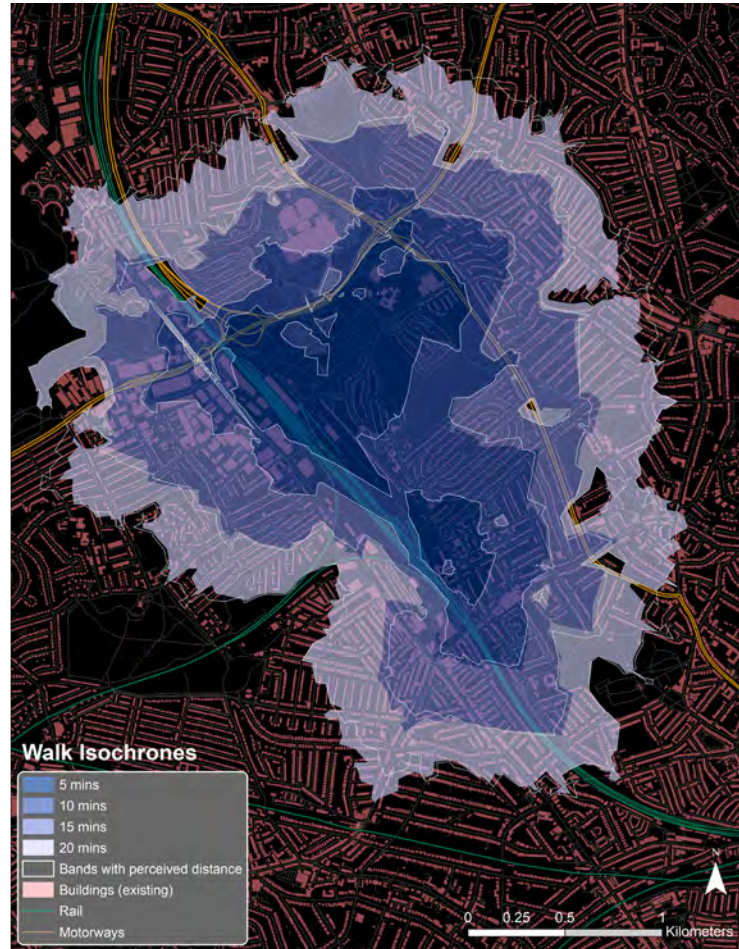 Walk Isochrones
5 mins
10 mins
15 mins
20 mins
Bands with perceived distance
Buildings (existing)
Rail
Motorways
N
0 0.25 0.5 1
Kilometers